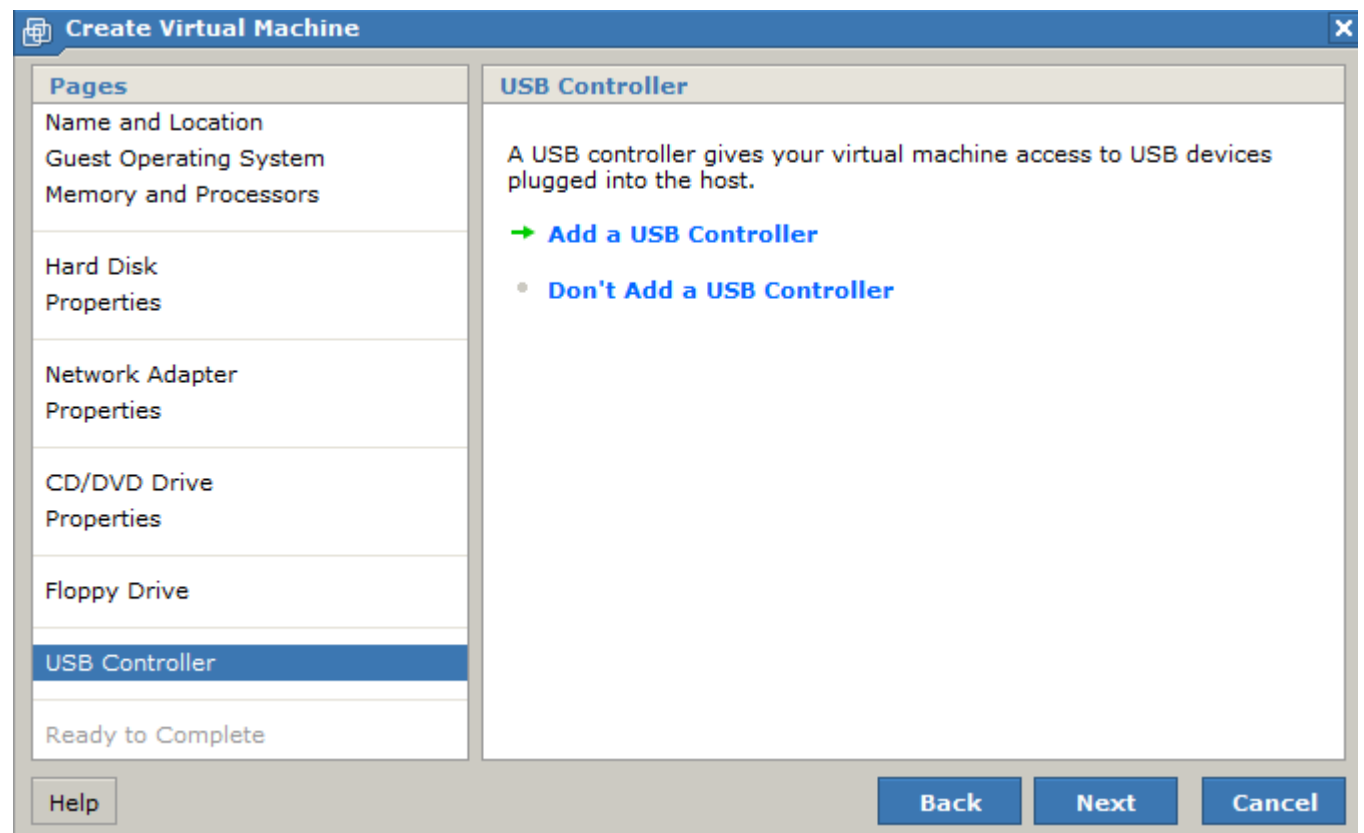 Create Virtual Machine
Pages
Name and Location
Guest Operating System
Memory and Processors
Hard Disk
Properties
Network Adapter
Properties
CD/DVD Drive
Properties
Floppy Drive
USB Controller
Ready to Complete
USB Controller
A USB controller gives your virtual machine access to USB devices
plugged into the host.
Add a USB Controller
Don't Add a USB Controller
Help
Back
Next
Cancel